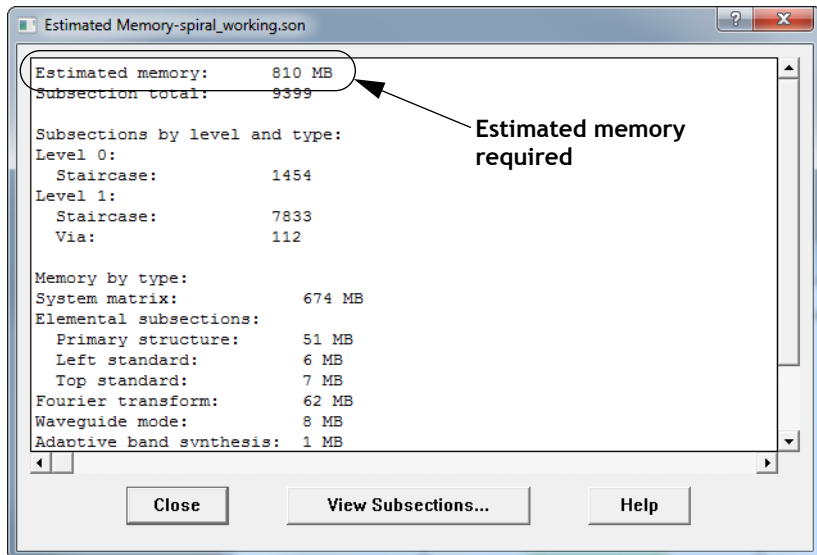 Estimated Memory-spiral_working.son
Estimated memory: 810 MB
Subsection total: 9399
Estimated memory required
Subsections by level and type:
Level 0:
Staircase: 1454
Level 1:
Staircase: 7833
Via: 112
Memory by type:
System matrix: 674 MB
Elemental subsections:
Primary structure: 51 MB
Left standard: 6 MB
Top standard: 7 MB
Fourier transform: 62 MB
Waveguide mode: 8 MB
Adaptive band synthesis: 1 MB
Close View Subsections... Help